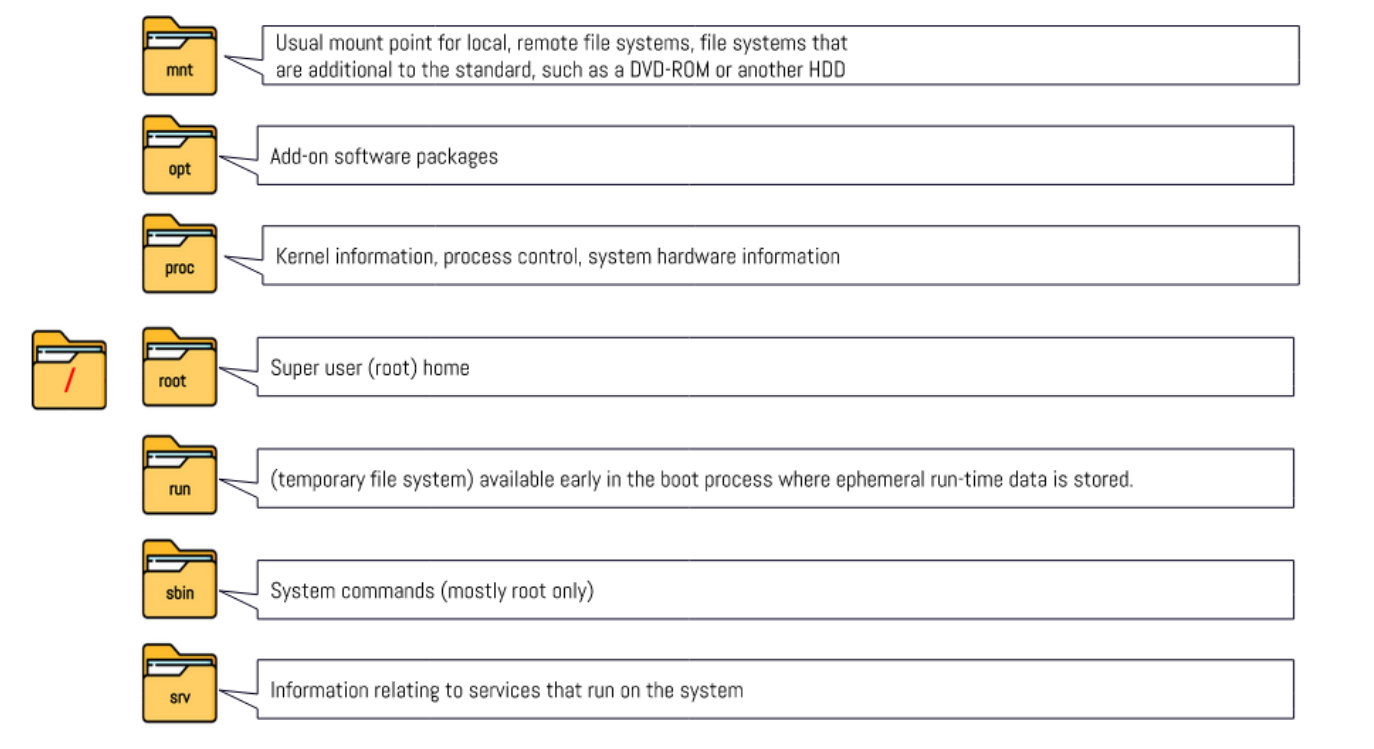 mnt
Usual mount point for local, remote file systems, file systems that
are additional to the standard, such as a DVD-ROM or another HDD
opt
Add-on software packages
proc
Kernel information, process control, system hardware information
/
root
Super user (root) home
run
(temporary file system) available early in the boot process where ephemeral run-time data is stored.
sbin
System commands (mostly root only)
srv
Information relating to services that run on the system